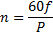 n = 60f / P